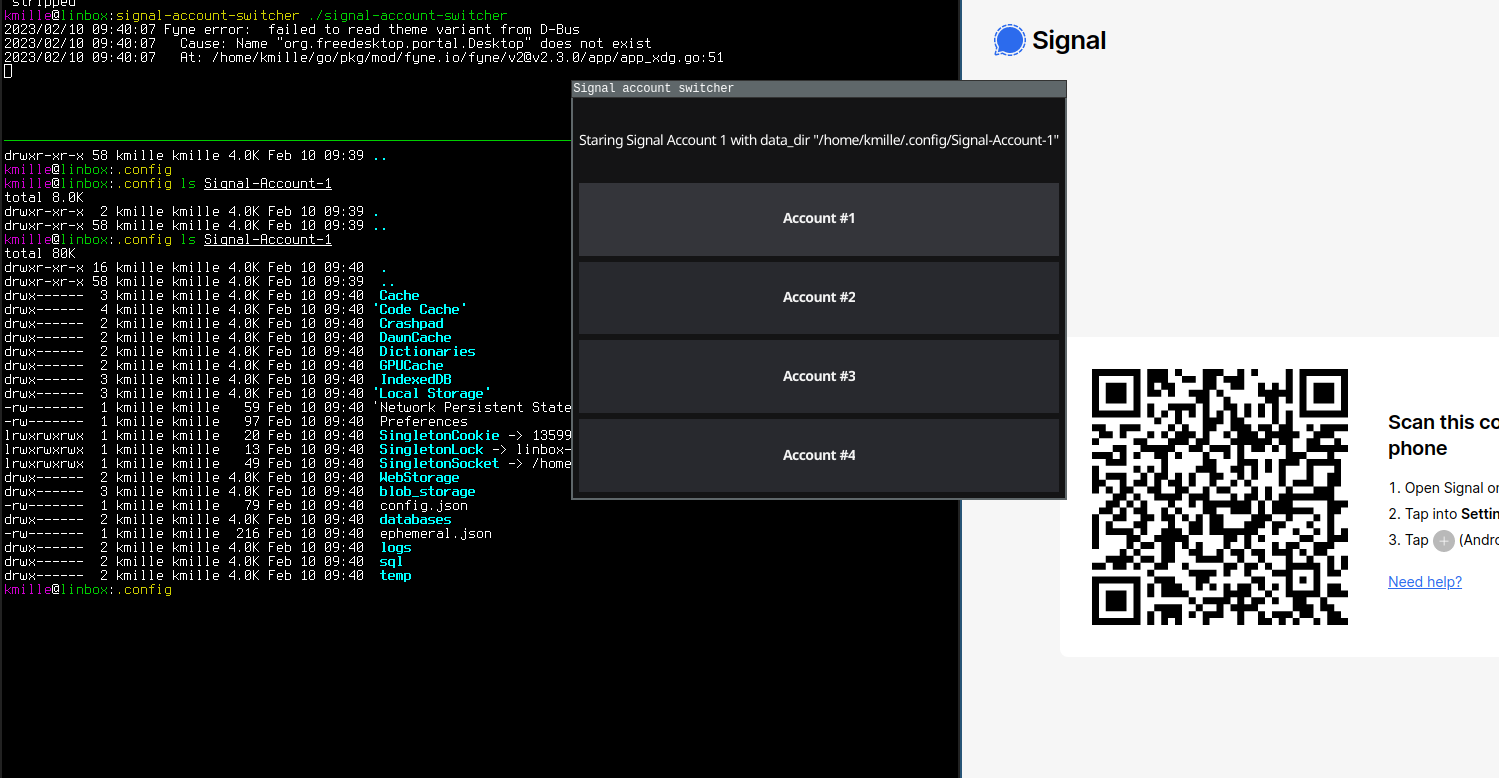 stripped
kmille@linbox:signal-account-switcher ./signal-account-switcher
2023/02/10 09:40:07 Fyne error:  failed to read theme variant from D-Bus
2023/02/10 09:40:07   Cause: Name "org.freedesktop.portal.Desktop" does not exist
2023/02/10 09:40:07   At: /home/kmille/go/pkg/mod/fyne.io/fyne/v2@v2.3.0/app/app_xdg.go:51
drwxr-xr-x 58 kmille kmille 4.0K Feb 10 09:39 ..
kmille@linbox:.config
kmille@linbox:.config ls Signal-Account-1
total 8.0K
drwxr-xr-x  2 kmille kmille 4.0K Feb 10 09:39 .
drwxr-xr-x 58 kmille kmille 4.0K Feb 10 09:39 ..
kmille@linbox:.config ls Signal-Account-1
total 80K
drwxr-xr-x 16 kmille kmille 4.0K Feb 10 09:40  .
drwxr-xr-x 58 kmille kmille 4.0K Feb 10 09:39  ..
drwx------  3 kmille kmille 4.0K Feb 10 09:40  Cache
drwx------  4 kmille kmille 4.0K Feb 10 09:40 'Code Cache'
drwx------  2 kmille kmille 4.0K Feb 10 09:40  Crashpad
drwx------  2 kmille kmille 4.0K Feb 10 09:40  DawnCache
drwx------  2 kmille kmille 4.0K Feb 10 09:40  Dictionaries
drwx------  2 kmille kmille 4.0K Feb 10 09:40  GPUCache
drwx------  3 kmille kmille 4.0K Feb 10 09:40  IndexedDB
drwx------  3 kmille kmille 4.0K Feb 10 09:40 'Local Storage'
-rw-------  1 kmille kmille   59 Feb 10 09:40 'Network Persistent State
-rw-------  1 kmille kmille   97 Feb 10 09:40  Preferences
lrwxrwxrwx  1 kmille kmille   20 Feb 10 09:40  SingletonCookie -> 13599
lrwxrwxrwx  1 kmille kmille   13 Feb 10 09:40  SingletonLock -> linbox-
lrwxrwxrwx  1 kmille kmille   49 Feb 10 09:40  SingletonSocket -> /home
drwx------  2 kmille kmille 4.0K Feb 10 09:40  WebStorage
drwx------  3 kmille kmille 4.0K Feb 10 09:40  blob_storage
-rw-------  1 kmille kmille   79 Feb 10 09:40  config.json
drwx------  2 kmille kmille 4.0K Feb 10 09:40  databases
-rw-------  1 kmille kmille  216 Feb 10 09:40  ephemeral.json
drwx------  2 kmille kmille 4.0K Feb 10 09:40  logs
drwx------  2 kmille kmille 4.0K Feb 10 09:40  sql
drwx------  2 kmille kmille 4.0K Feb 10 09:40  temp
kmille@linbox:.config
Signal account switcher
Staring Signal Account 1 with data_dir "/home/kmille/.config/Signal-Account-1"
Account #1
Account #2
Account #3
Account #4
Signal
Scan this co
phone
1. Open Signal on
2. Tap into Settin
3. Tap + (Andro
Need help?